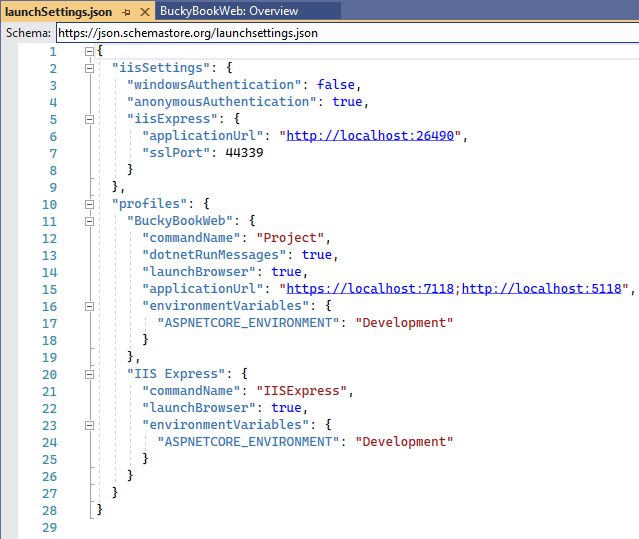 launchSettings.json BuckyBookWeb: Overview
Schema: https://json.schemastore.org/launchsettings.json
1 {
2 "iisSettings": {
3 "windowsAuthentication": false,
4 "anonymousAuthentication": true,
5 "iisExpress": {
6 "applicationUrl": "http://localhost:26490",
7 "sslPort": 44339
8 }
9 },
10 "profiles": {
11 "BuckyBookWeb": {
12 "commandName": "Project",
13 "dotnetRunMessages": true,
14 "launchBrowser": true,
15 "applicationUrl": "https://localhost:7118;http://localhost:5118",
16 "environmentVariables": {
17 "ASPNETCORE_ENVIRONMENT": "Development"
18 }
19 },
20 "IIS Express": {
21 "commandName": "IISExpress",
22 "launchBrowser": true,
23 "environmentVariables": {
24 "ASPNETCORE_ENVIRONMENT": "Development"
25 }
26 }
27 }
28 }
29